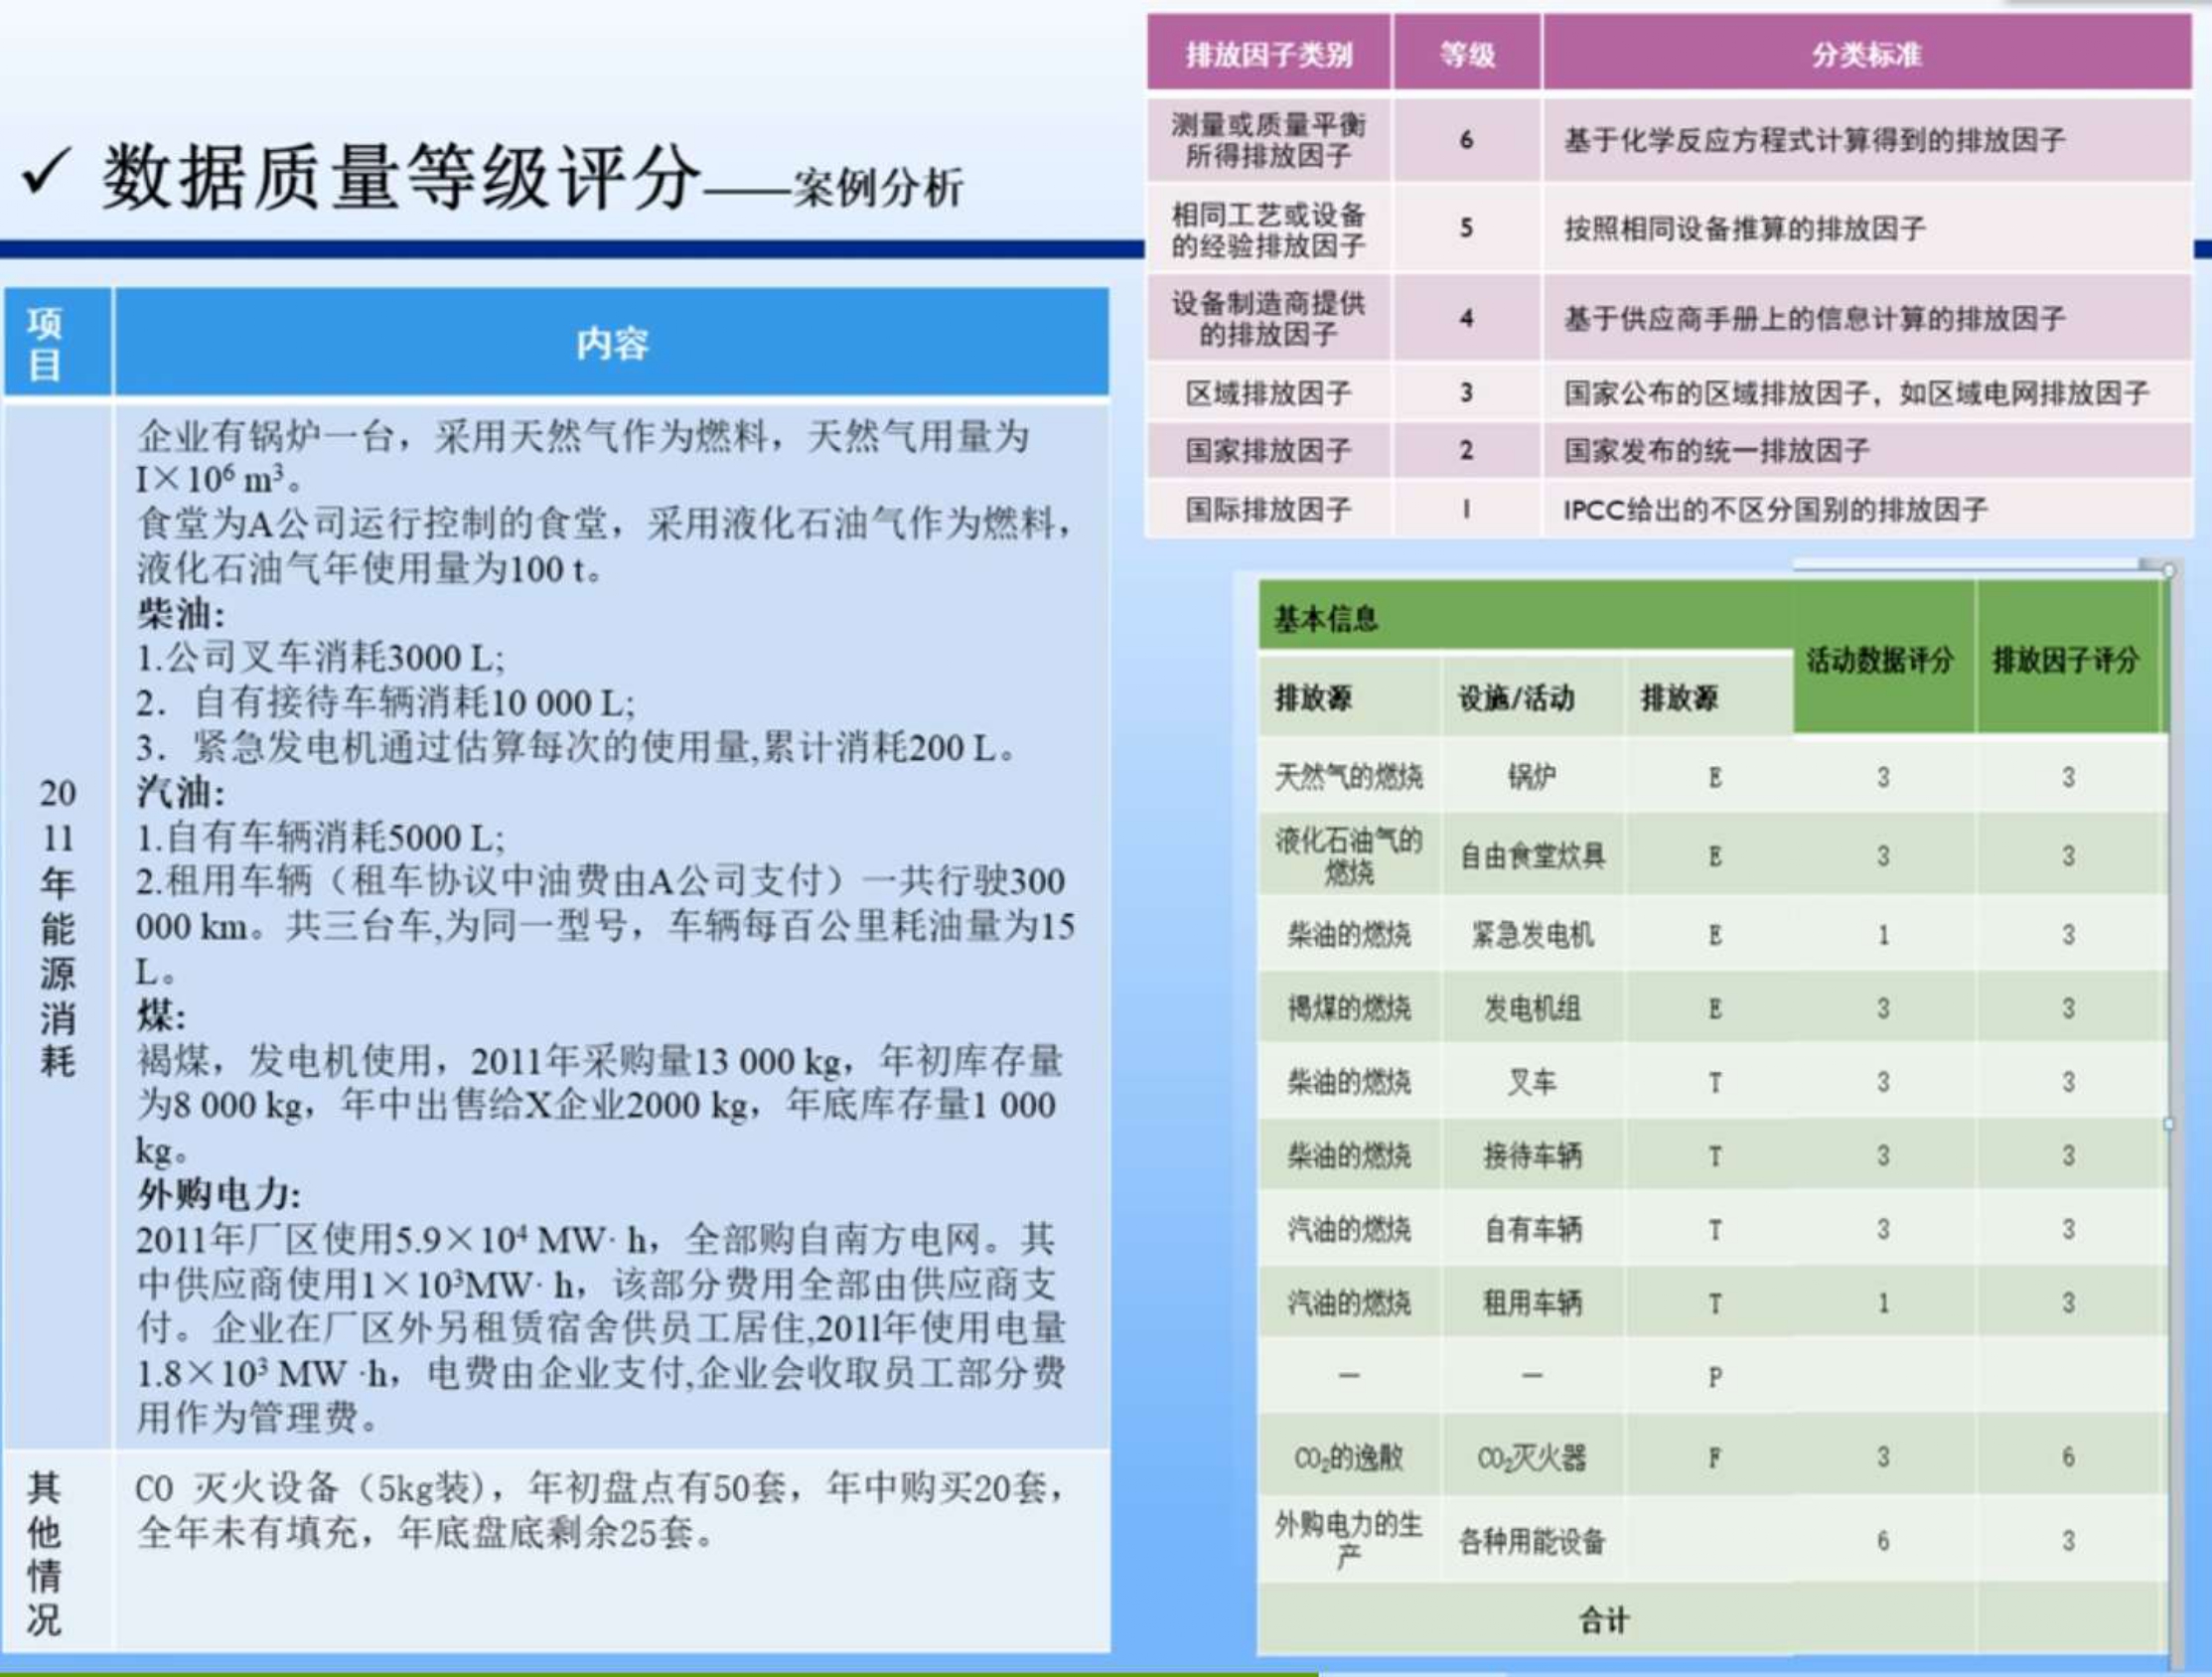 ✓ 数据质量等级评分——案例分析
排放因子类别 等级 分类标准
测量或质量平衡
所得排放因子 6 基于化学反应方程式计算得到的排放因子
相同工艺或设备
的经验排放因子 5 按照相同设备推算的排放因子
设备制造商提供
的排放因子 4 基于供应商手册上的信息计算的排放因子
区域排放因子 3 国家公布的区域排放因子，如区域电网排放因子
国家排放因子 2 国家发布的统一排放因子
国际排放因子 I IPCC给出的不区分国别的排放因子
项
目
内容
20
11
年
能
源
消
耗
企业有锅炉一台，采用天然气作为燃料，天然气用量为
I×10⁶ m³。
食堂为A公司运行控制的食堂，采用液化石油气作为燃料，
液化石油气年使用量为100 t。
柴油:
1.公司叉车消耗3000 L;
2．自有接待车辆消耗10 000 L;
3．紧急发电机通过估算每次的使用量,累计消耗200 L。
汽油:
1.自有车辆消耗5000 L;
2.租用车辆（租车协议中油费由A公司支付）一共行驶300
000 km。共三台车,为同一型号，车辆每百公里耗油量为15
L。
煤:
褐煤，发电机使用，2011年采购量13 000 kg，年初库存量
为8 000 kg，年中出售给X企业2000 kg，年底库存量1 000
kg。
外购电力:
2011年厂区使用5.9×10⁴ MW· h，全部购自南方电网。其
中供应商使用1×10³MW· h，该部分费用全部由供应商支
付。企业在厂区外另租赁宿舍供员工居住,201l年使用电量
1.8×10³ MW ·h，电费由企业支付,企业会收取员工部分费
用作为管理费。
其
他
情
况
CO 灭火设备（5kg装），年初盘点有50套，年中购买20套，
全年未有填充，年底盘底剩余25套。
基本信息 活动数据评分 排放因子评分
排放源 设施/活动 排放源
天然气的燃烧 锅炉 E 3 3
液化石油气的
燃烧 自由食堂炊具 E 3 3
柴油的燃烧 紧急发电机 E 1 3
褐煤的燃烧 发电机组 E 3 3
柴油的燃烧 叉车 T 3 3
柴油的燃烧 接待车辆 T 3 3
汽油的燃烧 自有车辆 T 3 3
汽油的燃烧 租用车辆 T 1 3
— — P
CO₂的逸散 CO₂灭火器 F 3 6
外购电力的生
产 各种用能设备 6 3
合计